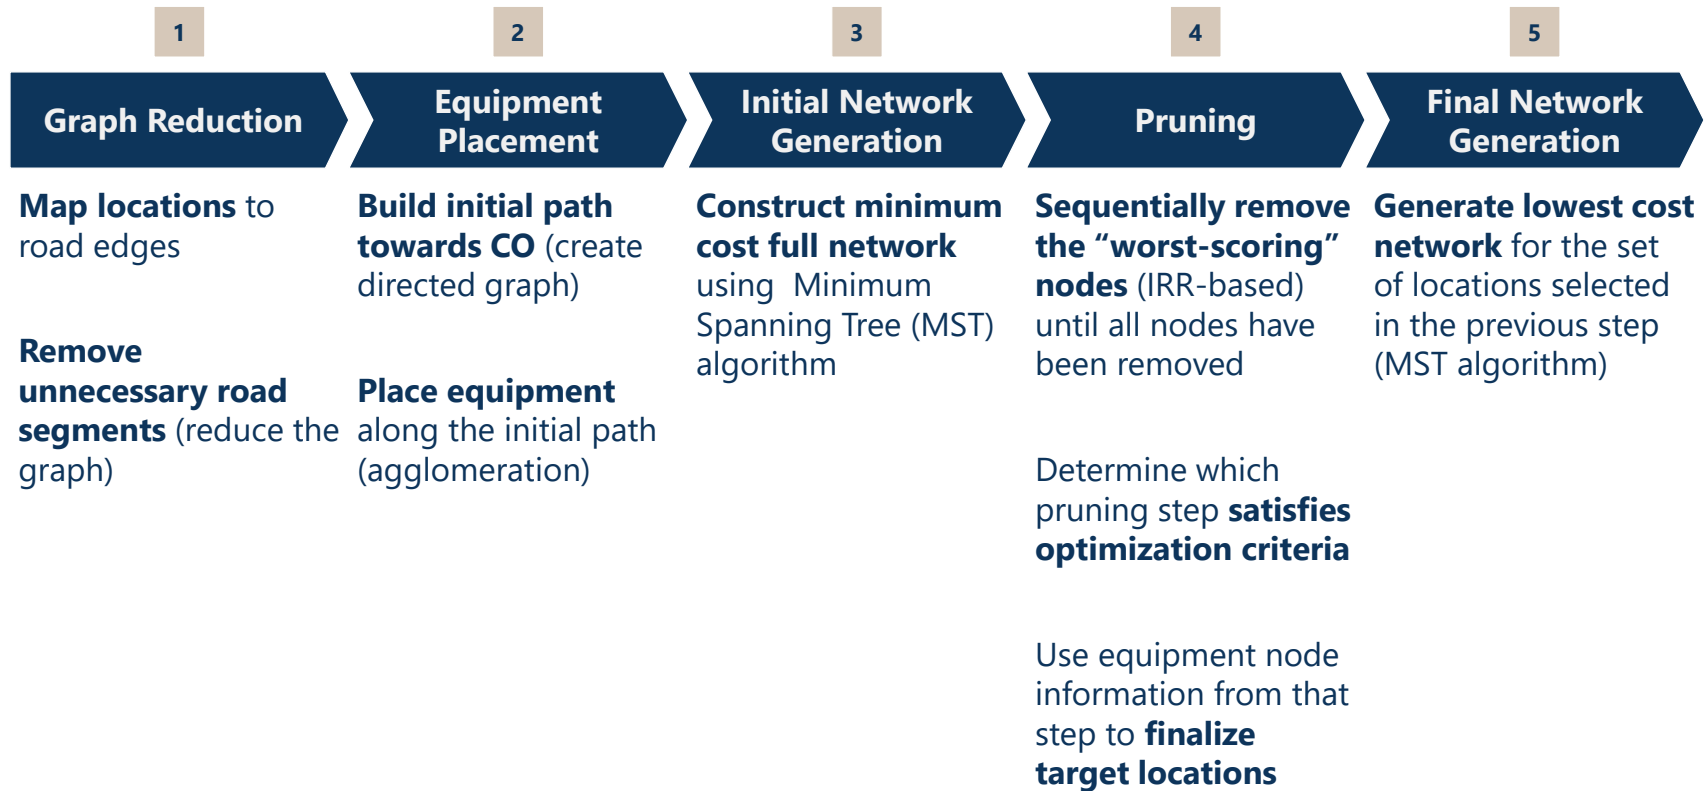 1
2
3
4
5
Graph Reduction
Equipment
Placement
Initial Network
Generation
Pruning
Final Network
Generation
Map locations to
road edges
Remove
unnecessary road
segments (reduce the
graph)
Build initial path
towards CO (create
directed graph)
Place equipment
along the initial path
(agglomeration)
Construct minimum
cost full network
using  Minimum
Spanning Tree (MST)
algorithm
Sequentially remove
the “worst-scoring”
nodes (IRR-based)
until all nodes have
been removed
Determine which
pruning step satisfies
optimization criteria
Use equipment node
information from that
step to finalize
target locations
Generate lowest cost
network for the set
of locations selected
in the previous step
(MST algorithm)